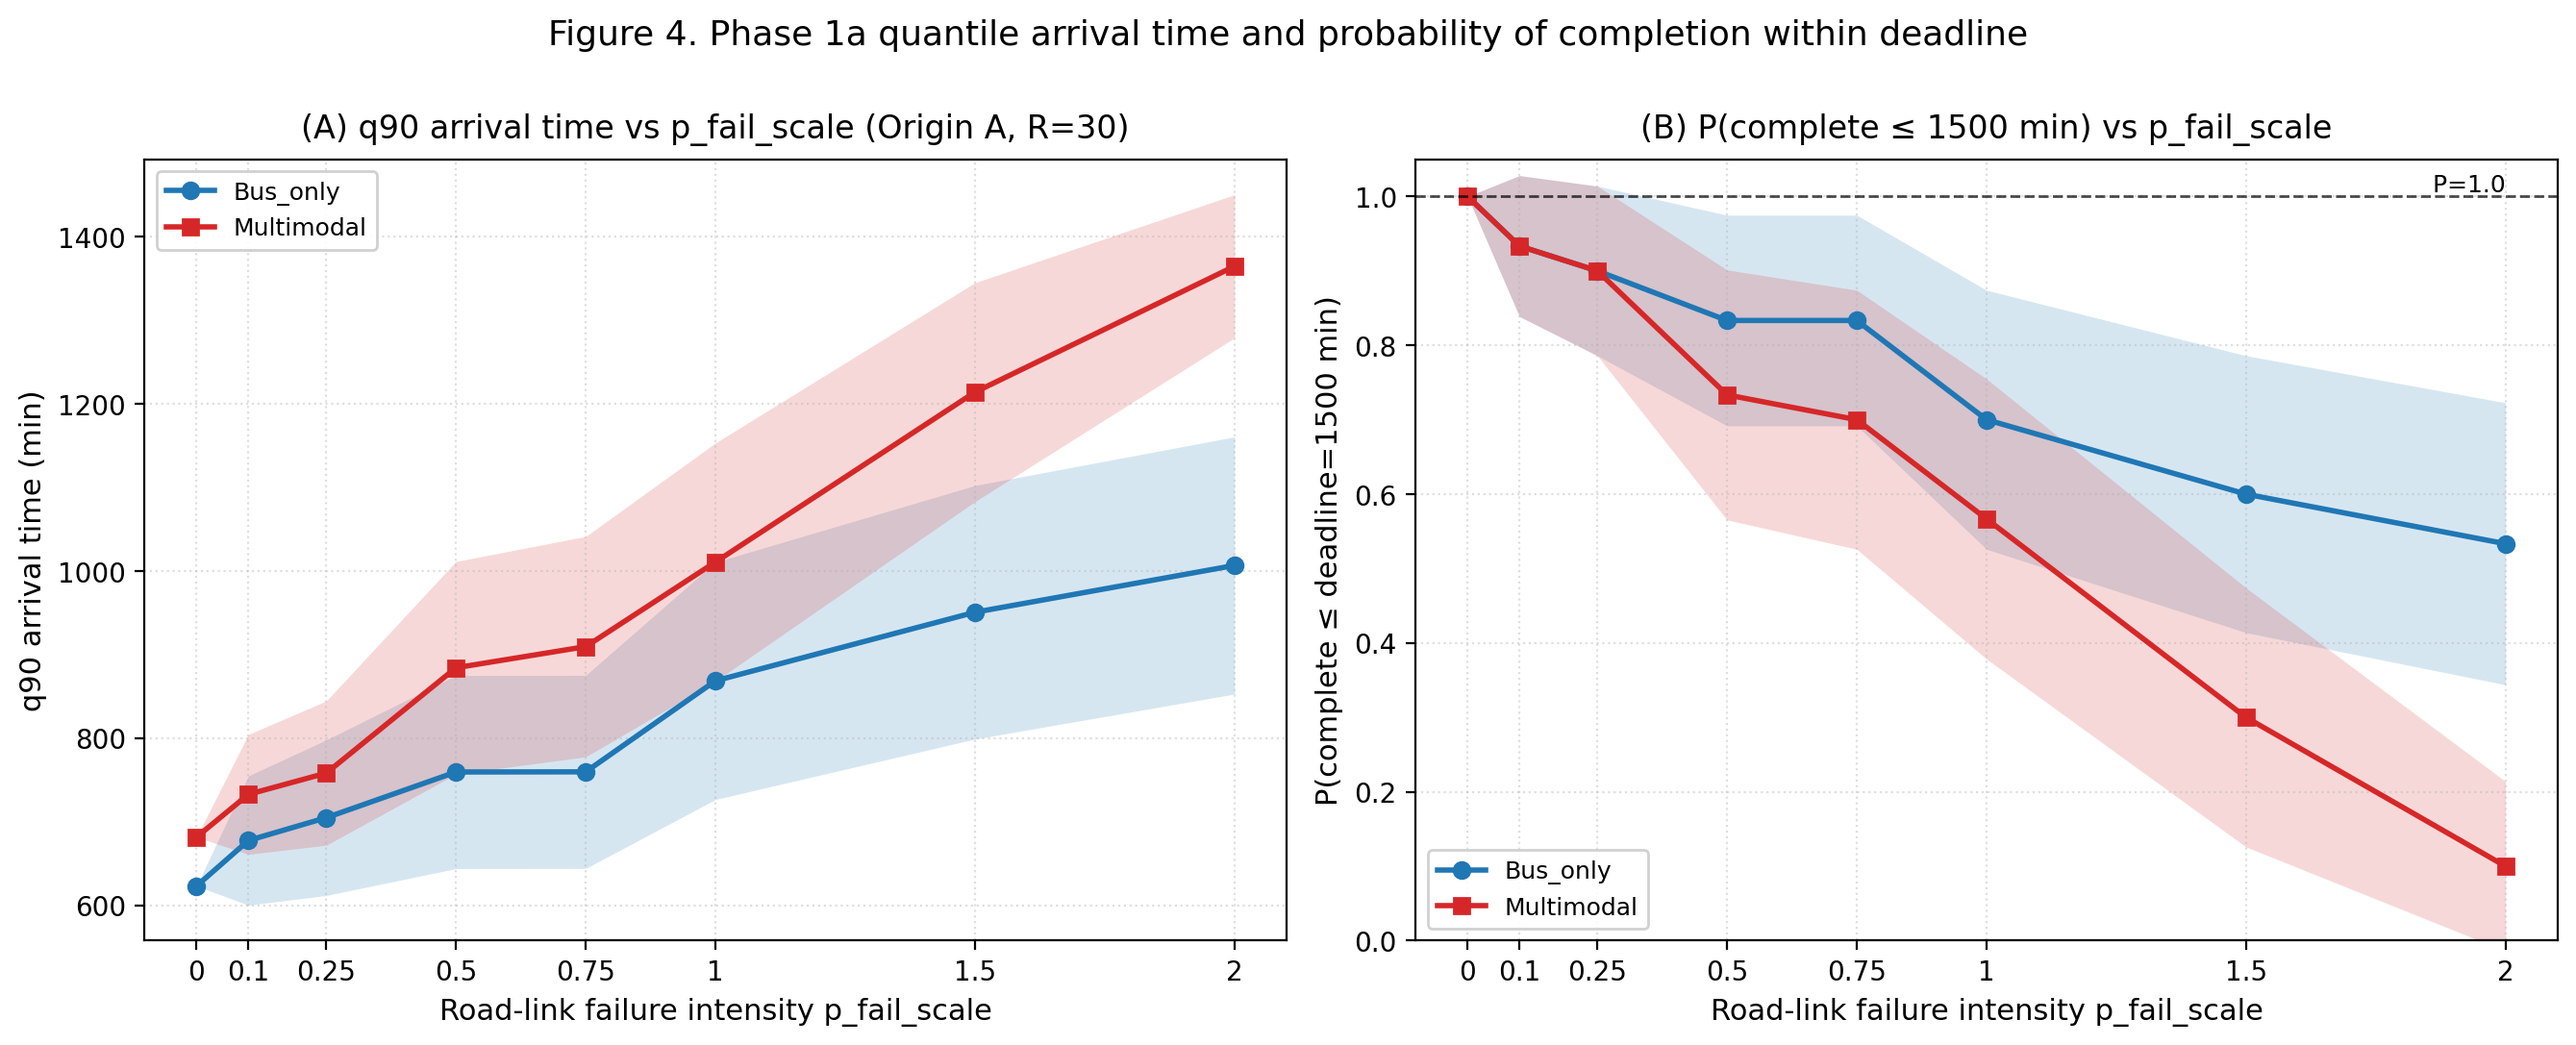 Figure 4. Phase 1a quantile arrival time and probability of completion within deadline
(A) q90 arrival time vs p_fail_scale (Origin A, R=30)
Bus_only
Multimodal
q90 arrival time (min)
1400
1200
1000
800
600
0 0.1 0.25 0.5 0.75 1 1.5 2
Road-link failure intensity p_fail_scale
(B) P(complete ≤ 1500 min) vs p_fail_scale
P=1.0
P(complete ≤ deadline=1500 min)
1.0
0.8
0.6
0.4
0.2
0.0
Bus_only
Multimodal
0 0.1 0.25 0.5 0.75 1 1.5 2
Road-link failure intensity p_fail_scale